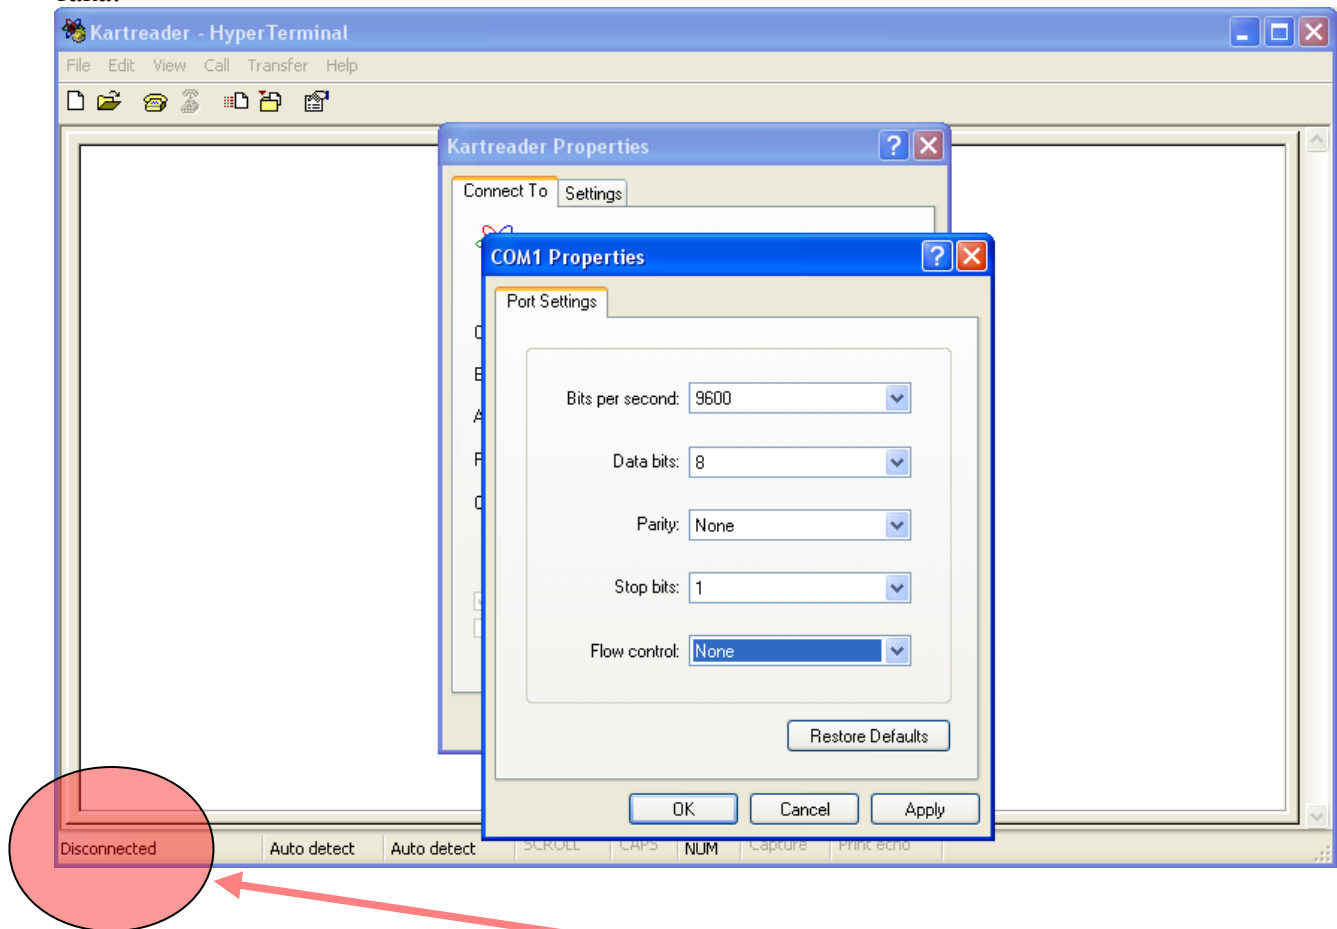 Kartreader - HyperTerminal
File Edit View Call Transfer Help
Kartreader Properties
Connect To Settings
COM1 Properties
Port Settings
Bits per second: 9600
Data bits: 8
Parity: None
Stop bits: 1
Flow control: None
Restore Defaults
OK Cancel Apply
Disconnected Auto detect Auto detect SCROLL CAPS NUM Capture Print echo